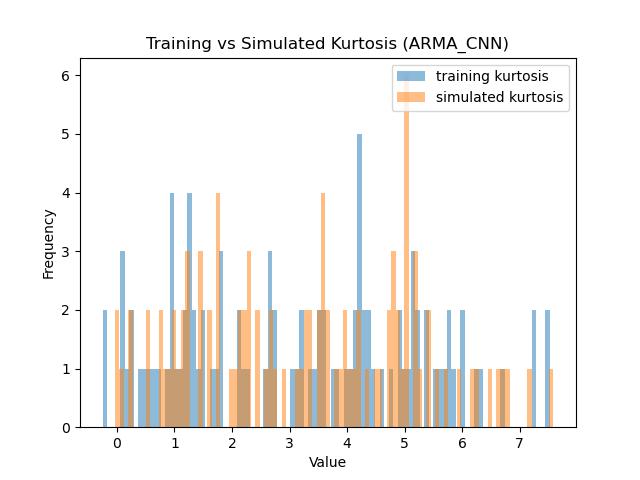 Training vs Simulated Kurtosis (ARMA_CNN)
training kurtosis
simulated kurtosis
6
5
4
3
2
1
0
Frequency
0 1 2 3 4 5 6 7
Value